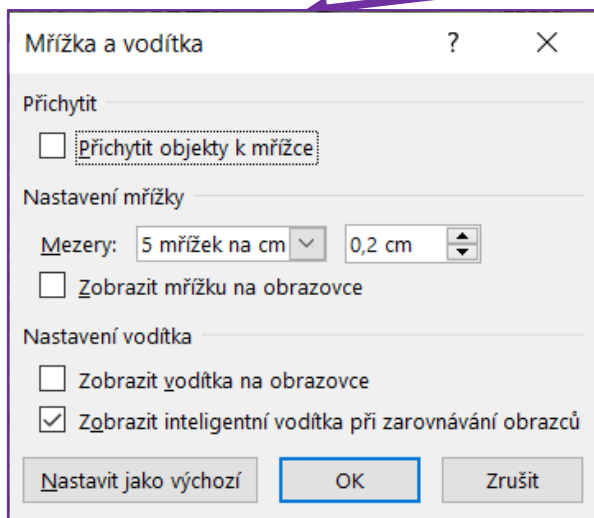 Mřížka a vodítka ?
Přichytit
Přichytit objekty k mřížce
Nastavení mřížky
Mezery: 5 mřížek na cm 0,2 cm
Zobrazit mřížku na obrazovce
Nastavení vodítka
Zobrazit vodítka na obrazovce
Zobrazit inteligentní vodítka při zarovnávání obrazců
Nastavit jako výchozí OK Zrušit